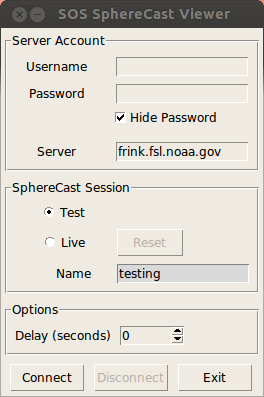 SOS SphereCast Viewer
Server Account
Username
Password
Hide Password
Server frink.fsl.noaa.gov
SphereCast Session
Test
Live Reset
Name testing
Options
Delay (seconds) 0
Connect Disconnect Exit